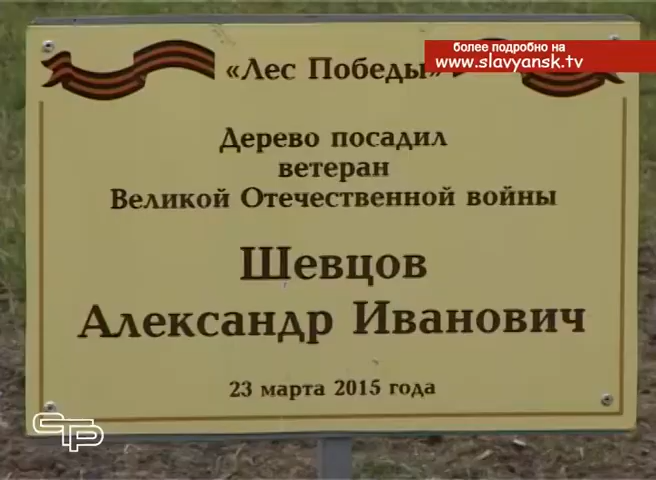 более подробно на
www.slavyansk.tv
«Лес Победы»
Дерево посадил
ветеран
Великой Отечественной войны
Шевцов
Александр Иванович
23 марта 2015 года